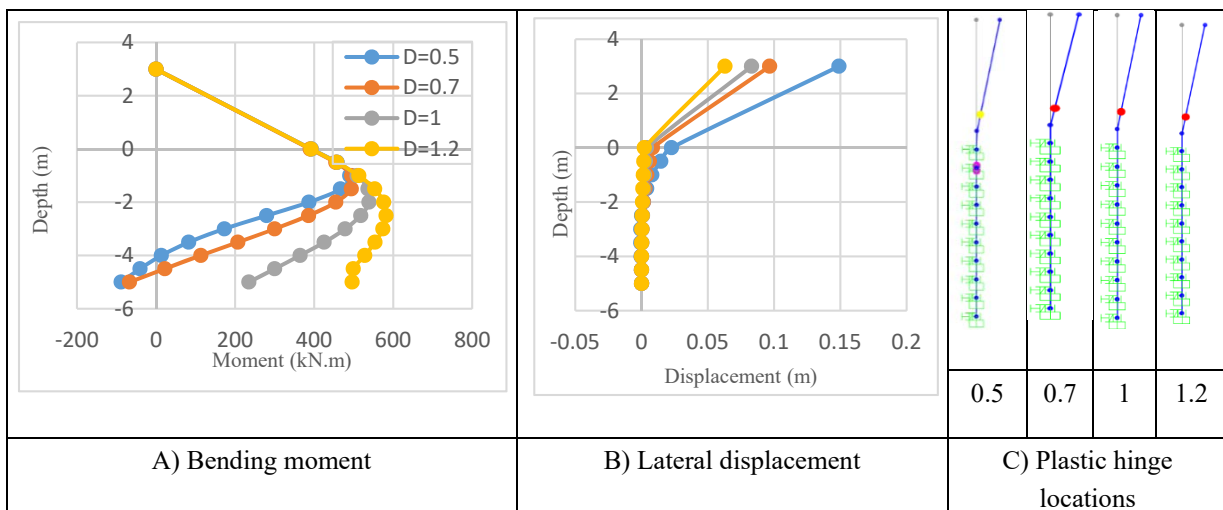 4
2
0
-2
-4
-6
-200
0
200
400
600
800
Depth (m)
Moment (kN.m)
D=0.5
D=0.7
D=1
D=1.2
4
2
0
-2
-4
-6
-0.05
0
0.05
0.1
0.15
0.2
Depth (m)
Displacement (m)
0.5
0.7
1
1.2
A) Bending moment
B) Lateral displacement
C) Plastic hinge
locations